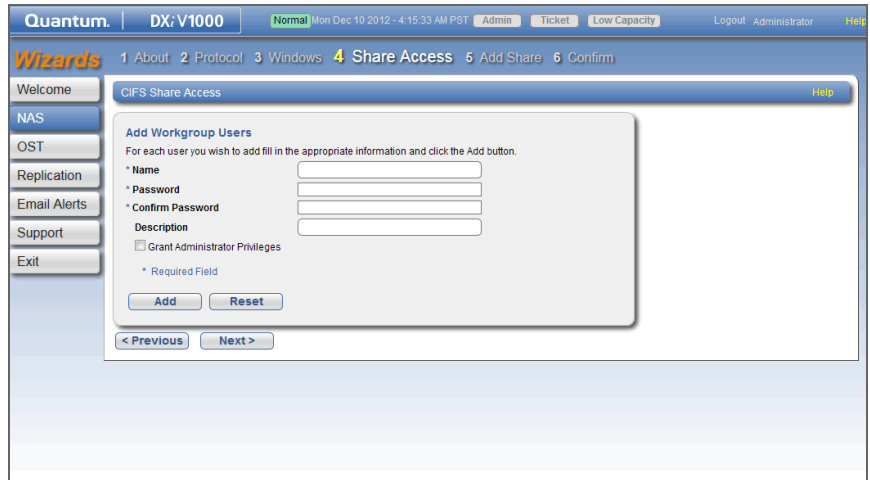 Quantum. DXi V1000 Normal Mon Dec 10 2012 - 4:15:33 AM PST Admin Ticket Low Capacity Logout Administrator Help
Wizards 1 About 2 Protocol 3 Windows 4 Share Access 5 Add Share 6 Confirm
Welcome
NAS
OST
Replication
Email Alerts
Support
Exit
CIFS Share Access Help
Add Workgroup Users
For each user you wish to add fill in the appropriate information and click the Add button.
* Name
* Password
* Confirm Password
Description
Grant Administrator Privileges
* Required Field
Add Reset
< Previous Next >